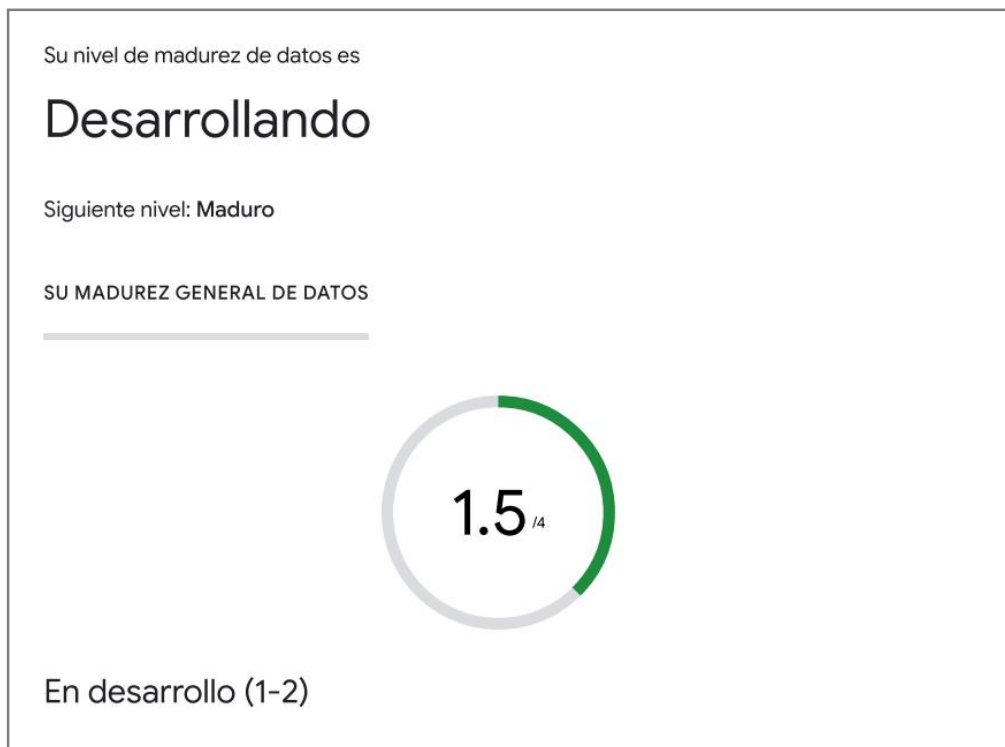 Su nivel de madurez de datos es
Desarrollando
Siguiente nivel: Maduro
SU MADUREZ GENERAL DE DATOS
1.5 /4
En desarrollo (1-2)